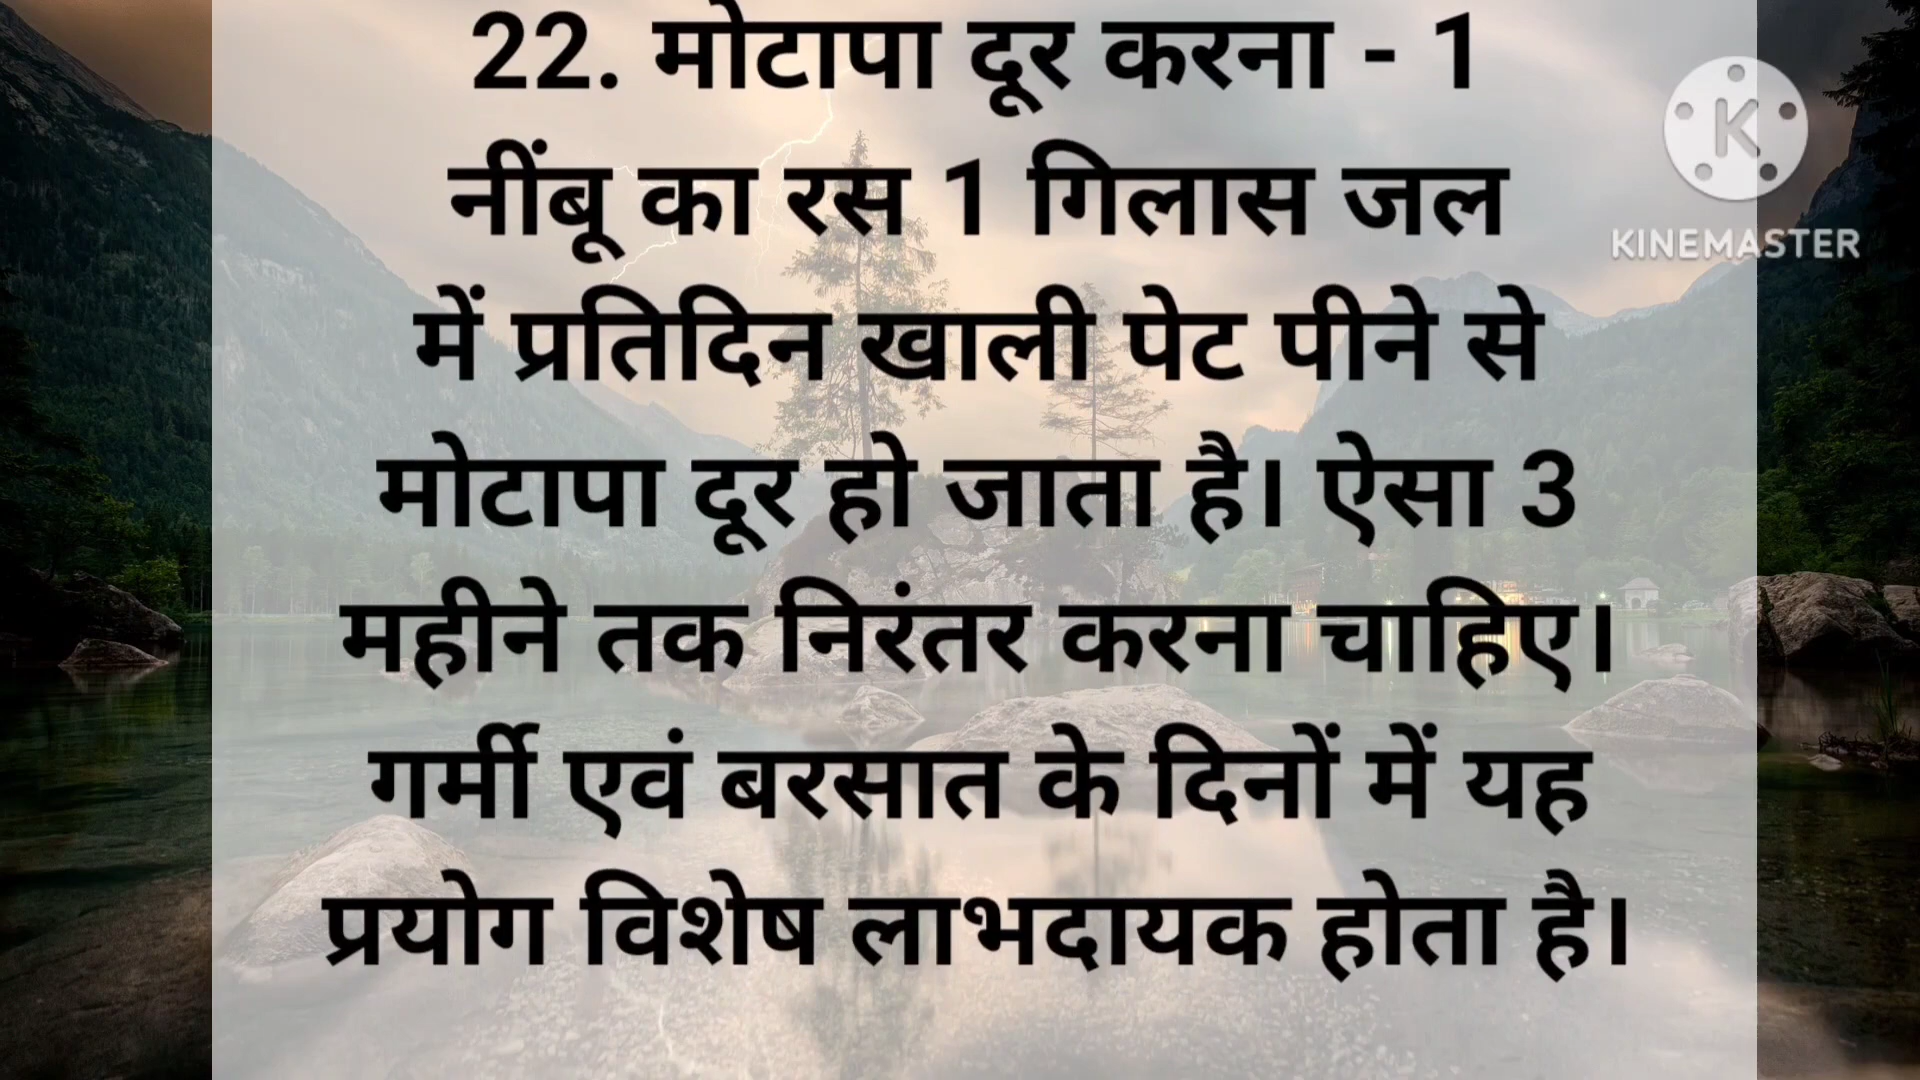 22. मोटापा दूर करना - 1
नींबू का रस 1 गिलास जल
में प्रतिदिन खाली पेट पीने से
मोटापा दूर हो जाता है। ऐसा 3
महीने तक निरंतर करना चाहिए।
गर्मी एवं बरसात के दिनों में यह
प्रयोग विशेष लाभदायक होता है।
K
KINEMASTER